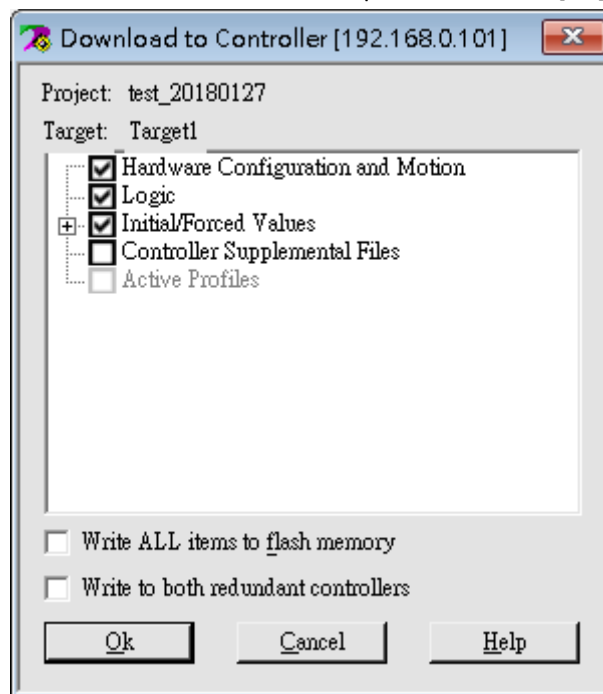 Download to Controller [192.168.0.101]
Project: test_20180127
Target: Target1
Hardware Configuration and Motion
Logic
Initial/Forced Values
Controller Supplemental Files
Active Profiles
Write ALL items to flash memory
Write to both redundant controllers
Ok Cancel Help